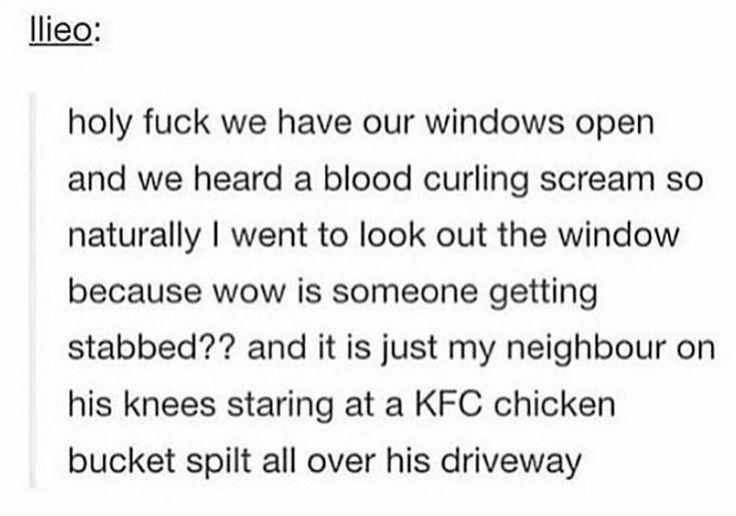 llieo:
holy fuck we have our windows open
and we heard a blood curling scream so
naturally I went to look out the window
because wow is someone getting
stabbed?? and it is just my neighbour on
his knees staring at a KFC chicken
bucket spilt all over his driveway